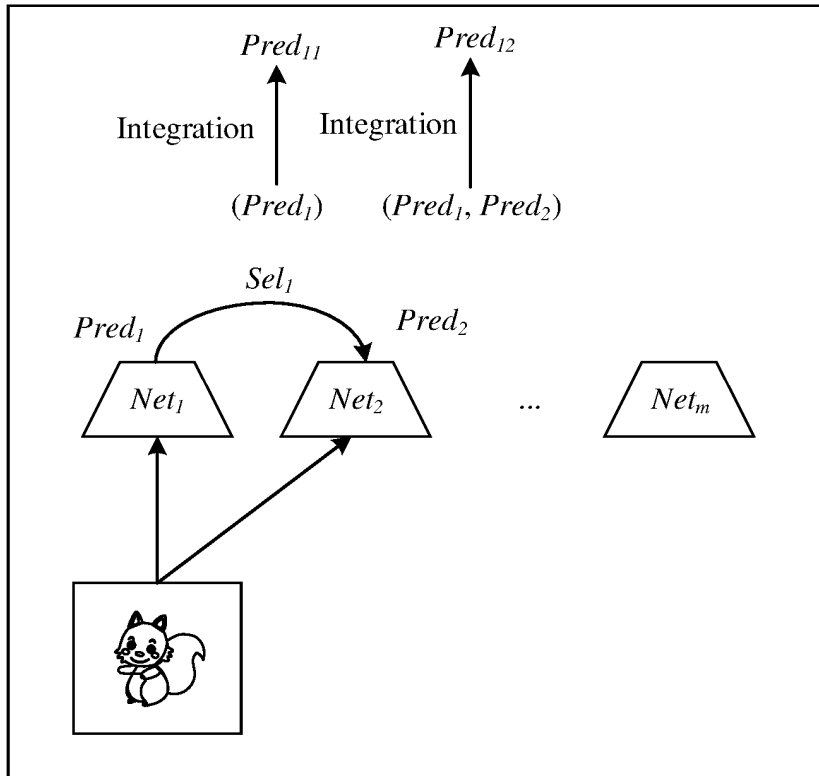 Pred₁₁ Pred₁₂
Integration Integration
(Pred₁) (Pred₁, Pred₂)
Sel₁
Pred₁ Pred₂
Net₁ Net₂ ... Netₘ